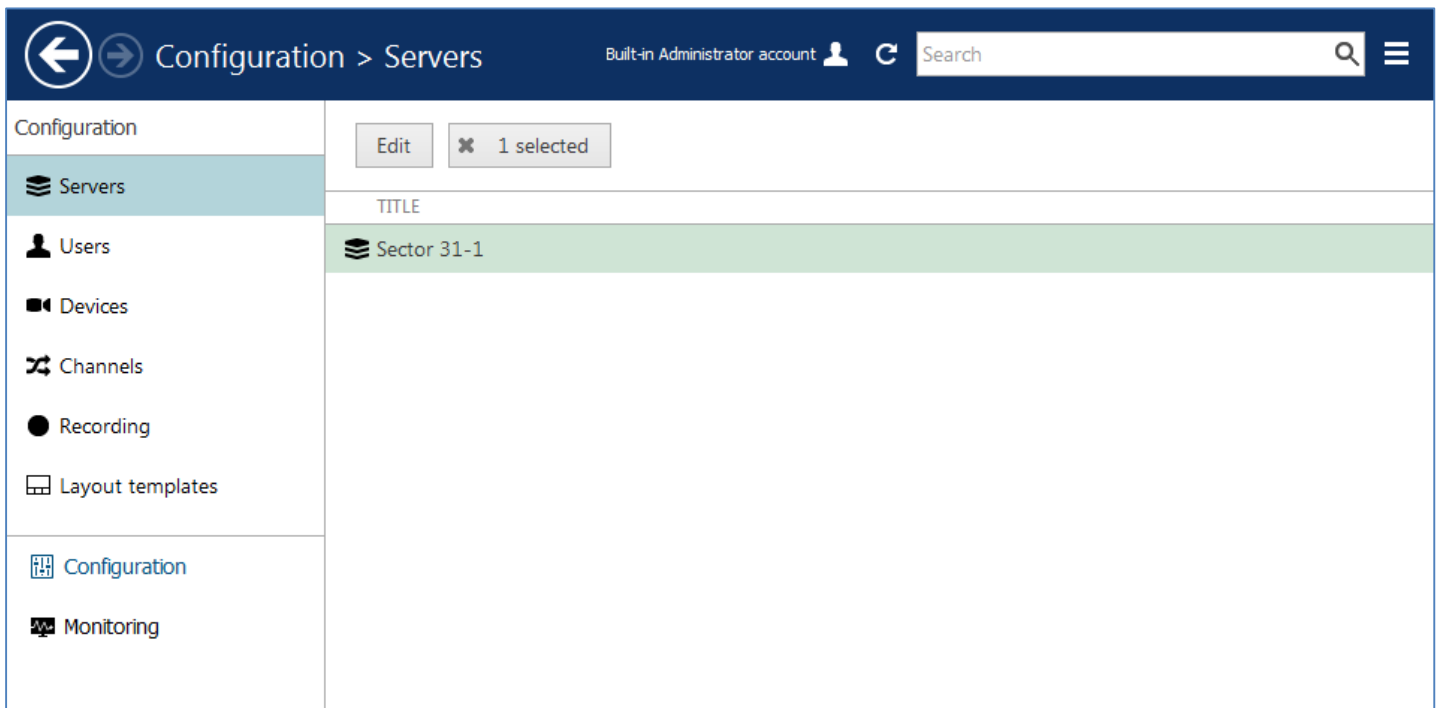 Configuration > Servers
Built-in Administrator account
Search
Configuration
Servers
Users
Devices
Channels
Recording
Layout templates
Configuration
Monitoring
Edit
1 selected
TITLE
Sector 31-1